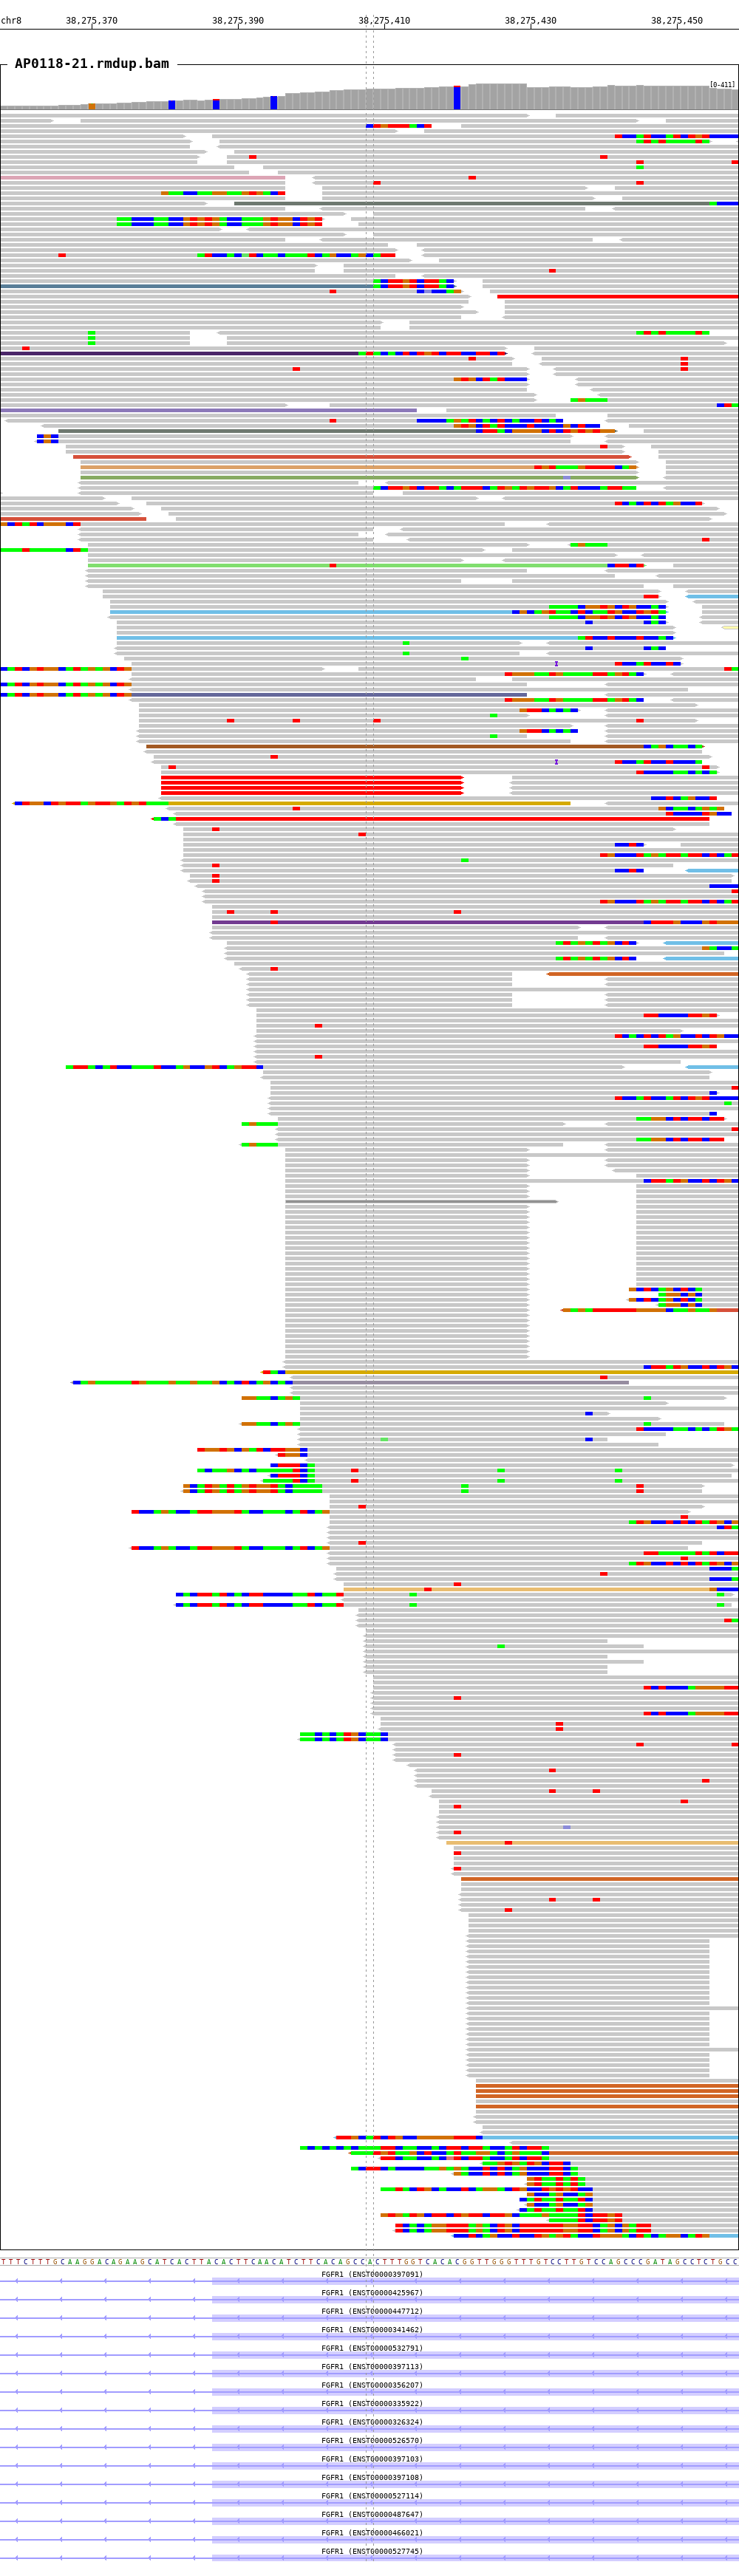 chr8 38,275,370 38,275,390 38,275,410 38,275,430 38,275,450
AP0118-21.rmdup.bam
[0-411]
TTTCTTTGCAAGGACAGAAGCATCACTTACACTTCAACATCTTCACAGCCACTTTGGTCACACGGTTGGGTTTGTCCTTGTCCAGCCCGATAGCCTCTGCC
FGFR1 (ENST00000397091)
FGFR1 (ENST00000425967)
FGFR1 (ENST00000447712)
FGFR1 (ENST00000341462)
FGFR1 (ENST00000532791)
FGFR1 (ENST00000397113)
FGFR1 (ENST00000356207)
FGFR1 (ENST00000335922)
FGFR1 (ENST00000326324)
FGFR1 (ENST00000526570)
FGFR1 (ENST00000397103)
FGFR1 (ENST00000397108)
FGFR1 (ENST00000527114)
FGFR1 (ENST00000487647)
FGFR1 (ENST00000466021)
FGFR1 (ENST00000527745)